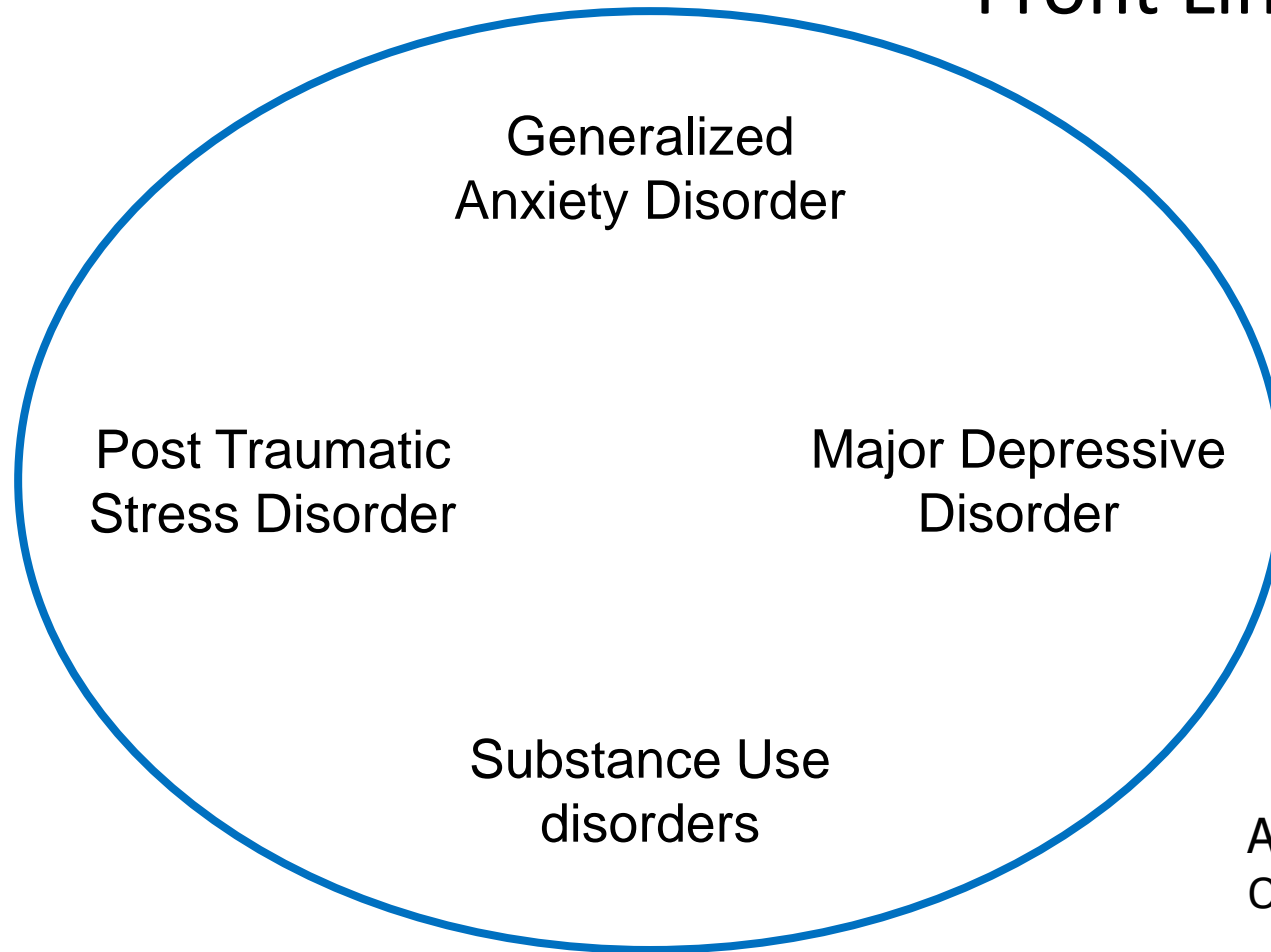 Generalized
Anxiety Disorder
Post Traumatic
Stress Disorder
Major Depressive
Disorder
Substance Use
disorders